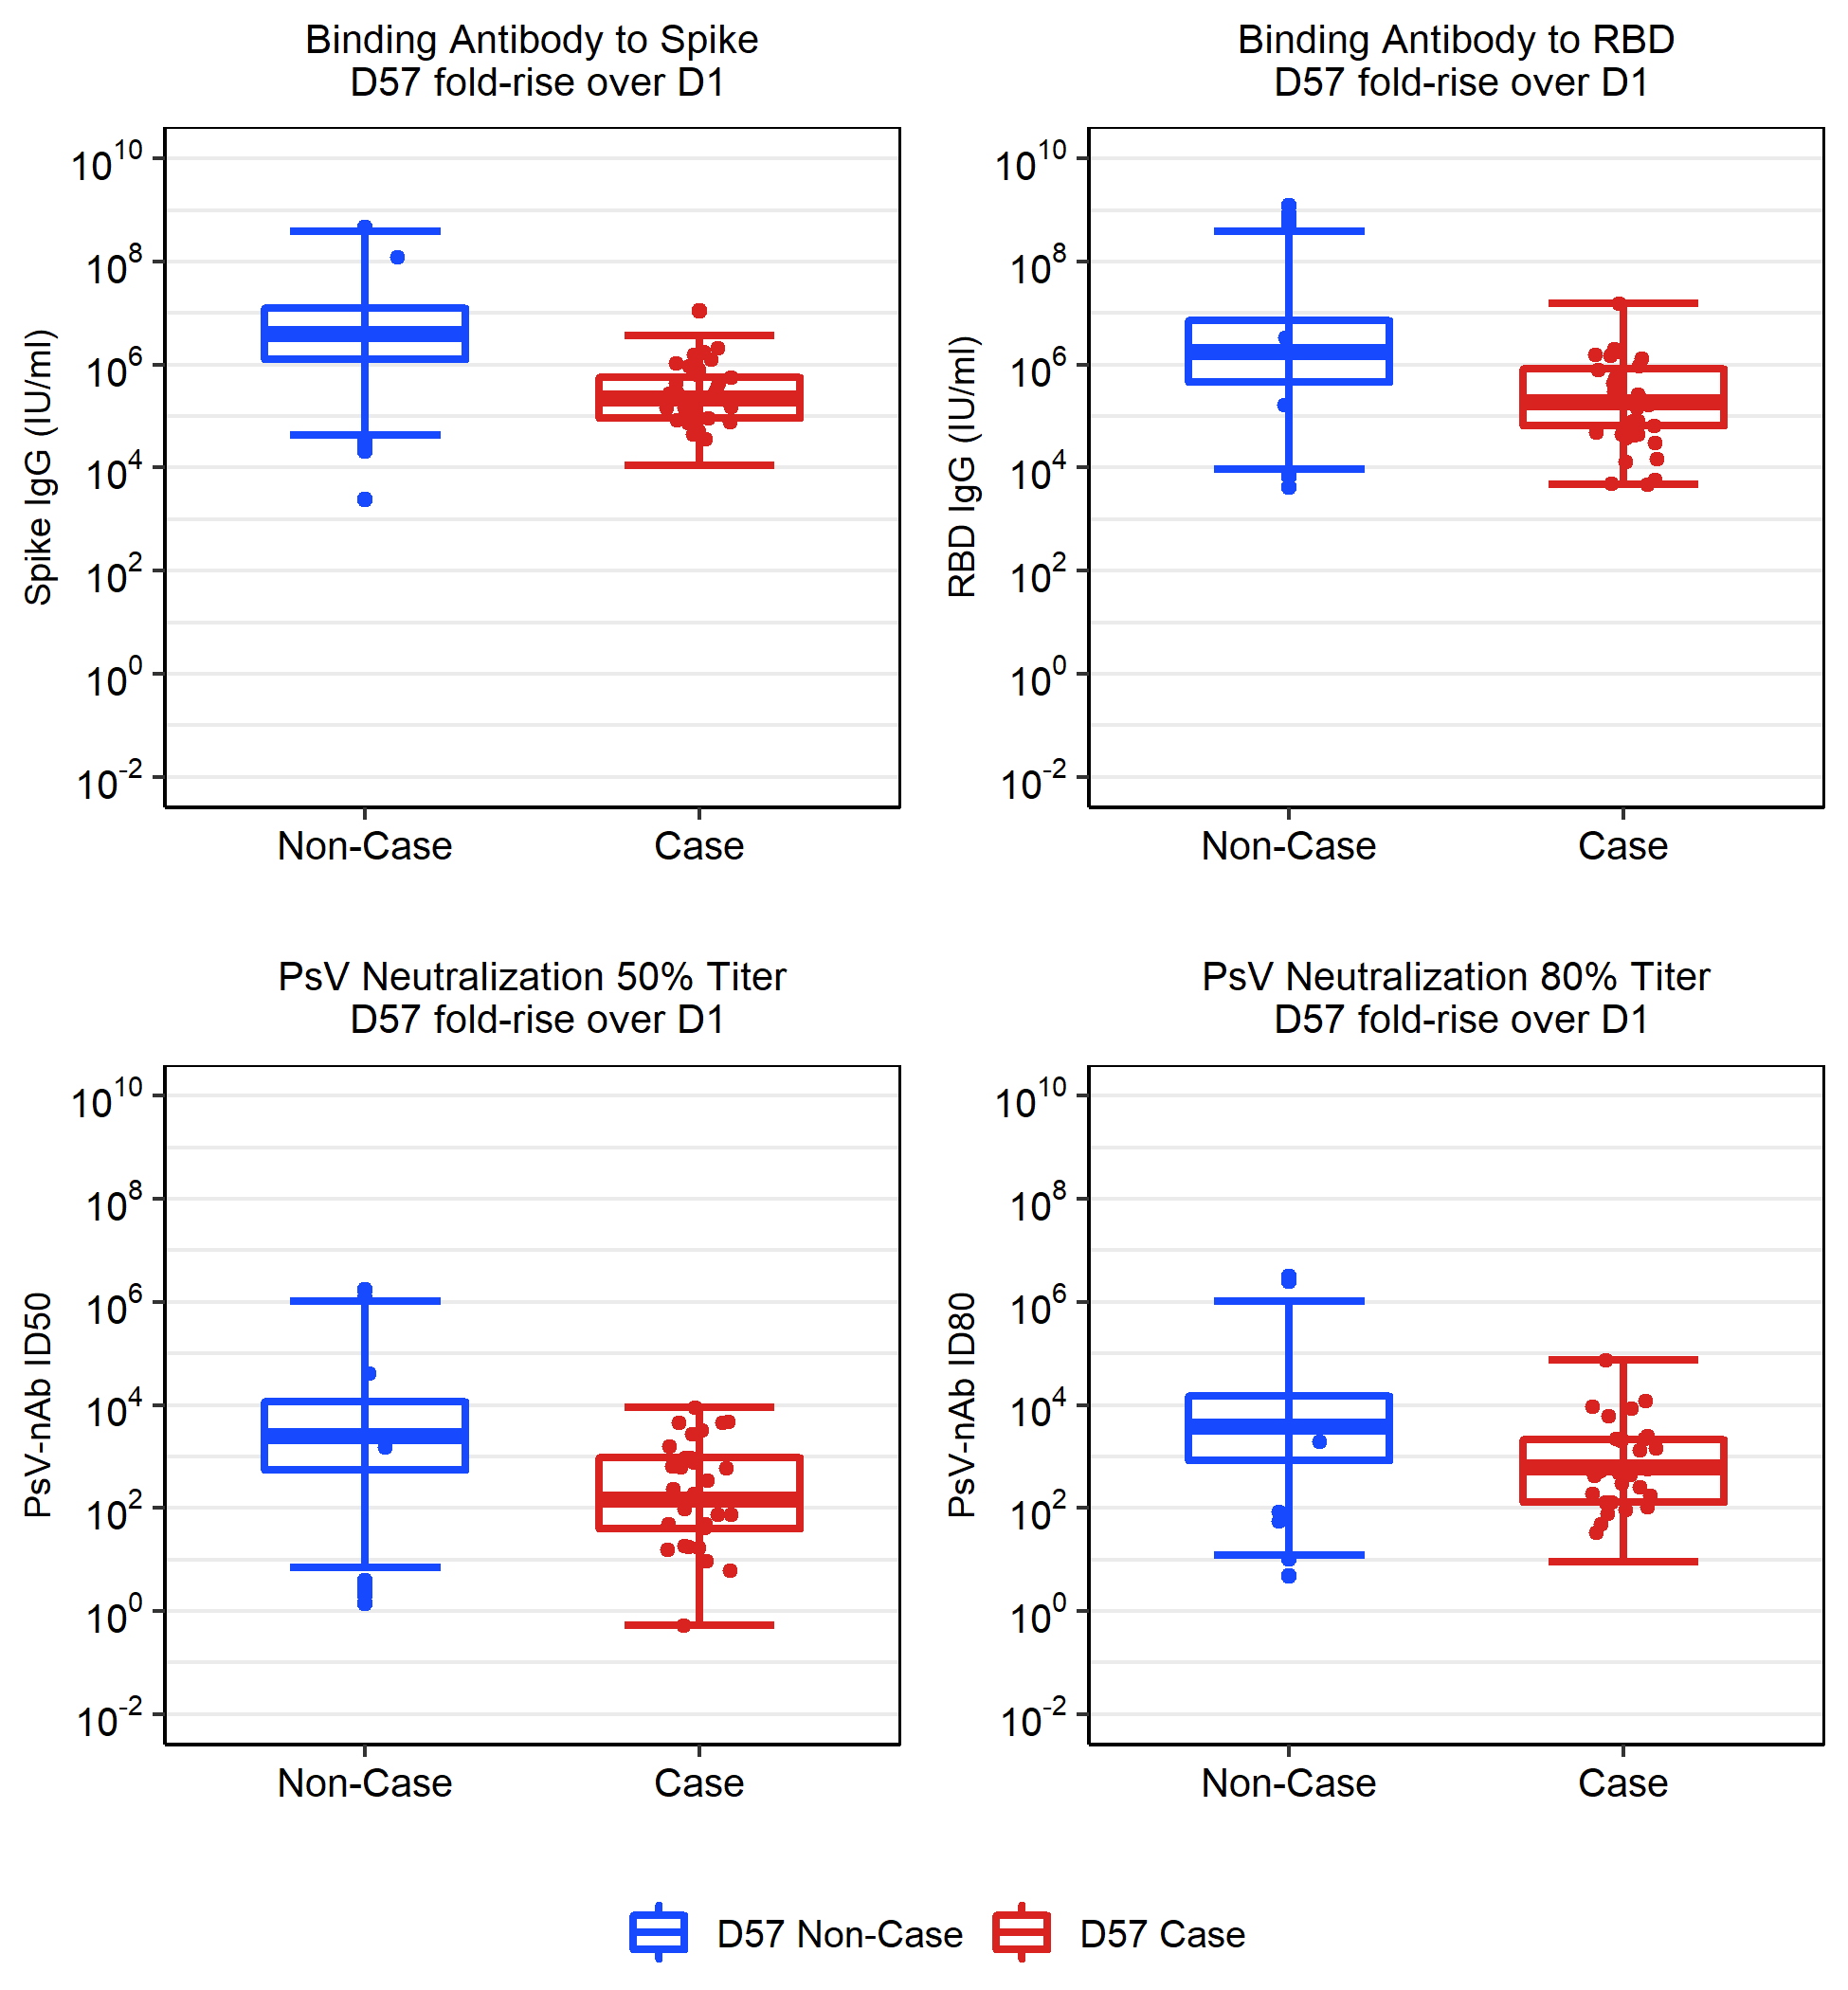 Binding Antibody to Spike
D57 fold-rise over D1
Spike IgG (IU/ml)
10^10
10^8
10^6
10^4
10^2
10^0
10^-2
Non-Case Case
Binding Antibody to RBD
D57 fold-rise over D1
RBD IgG (IU/ml)
10^10
10^8
10^6
10^4
10^2
10^0
10^-2
Non-Case Case
PsV Neutralization 50% Titer
D57 fold-rise over D1
PsV-nAb ID50
10^10
10^8
10^6
10^4
10^2
10^0
10^-2
Non-Case Case
PsV Neutralization 80% Titer
D57 fold-rise over D1
PsV-nAb ID80
10^10
10^8
10^6
10^4
10^2
10^0
10^-2
Non-Case Case
D57 Non-Case D57 Case